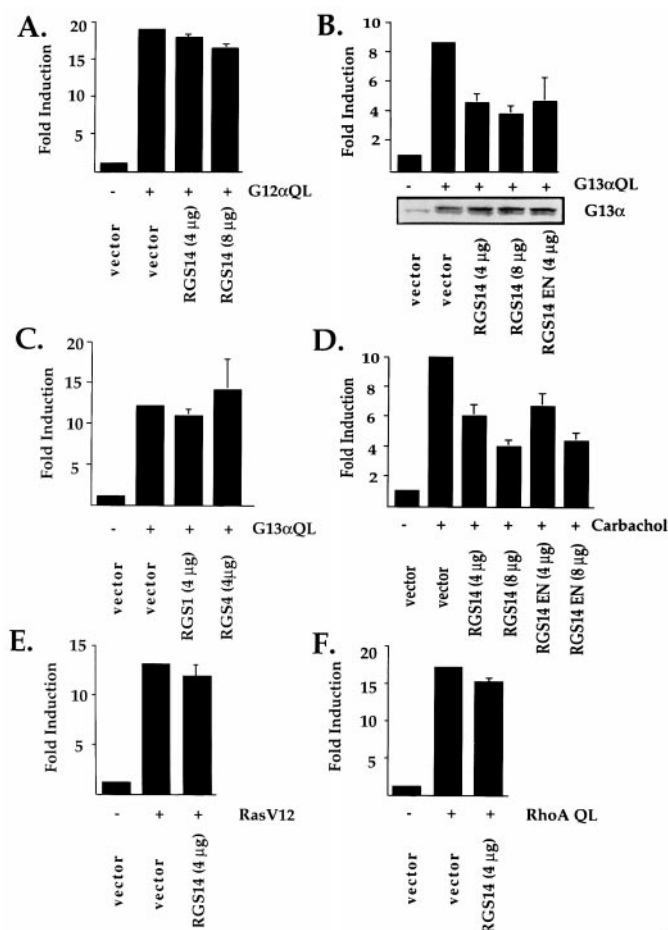 A.
20
15
10
5
Fold Induction
- + + + G12αQL
vector
vector
RGS14 (4 μg)
RGS14 (8 μg)
B.
10
8
6
4
2
Fold Induction
- + + + + G13αQL
G13α
vector
vector
RGS14 (4 μg)
RGS14 (8 μg)
RGS14 EN (4 μg)
C.
20
15
10
5
Fold Induction
- + + + G13αQL
vector
vector
RGS1 (4 μg)
RGS4 (4μg)
D.
10
8
6
4
2
Fold Induction
- + + + + + Carbachol
vector
vector
RGS14 (4 μg)
RGS14 (8 μg)
RGS14 EN (4 μg)
RGS14 EN (8 μg)
E.
15
10
5
Fold Induction
- + + RasV12
vector
vector
RGS14 (4 μg)
F.
20
15
10
5
Fold Induction
- + + RhoA QL
vector
vector
RGS14 (4 μg)